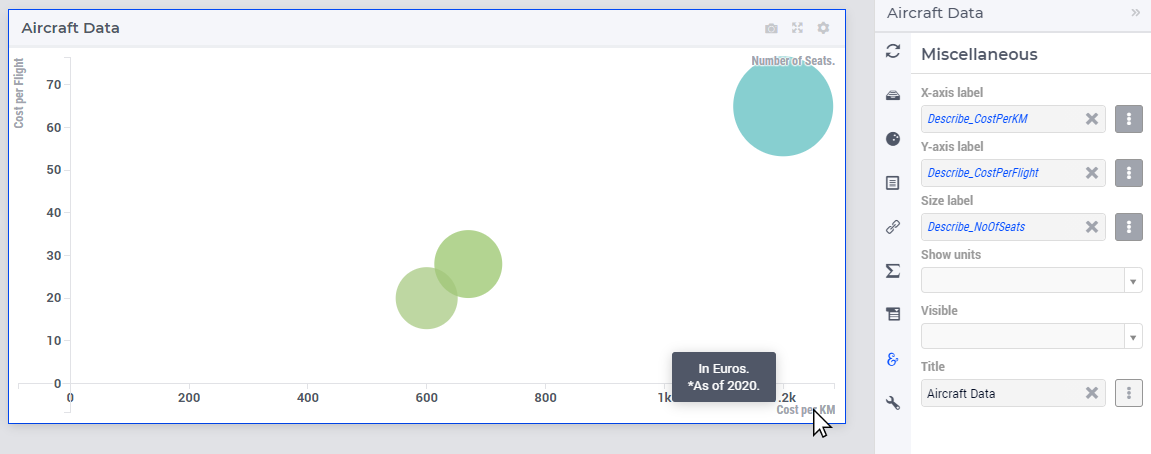 Aircraft Data
Number of Seats.
Cost per Flight
70
60
50
40
30
20
10
0
0
200
400
600
800
1k
.2k
In Euros.
*As of 2020.
Cost per KM
Aircraft Data
»
Miscellaneous
X-axis label
Describe_CostPerKM
Y-axis label
Describe_CostPerFlight
Size label
Describe_NoOfSeats
Show units
Visible
&
Title
Aircraft Data